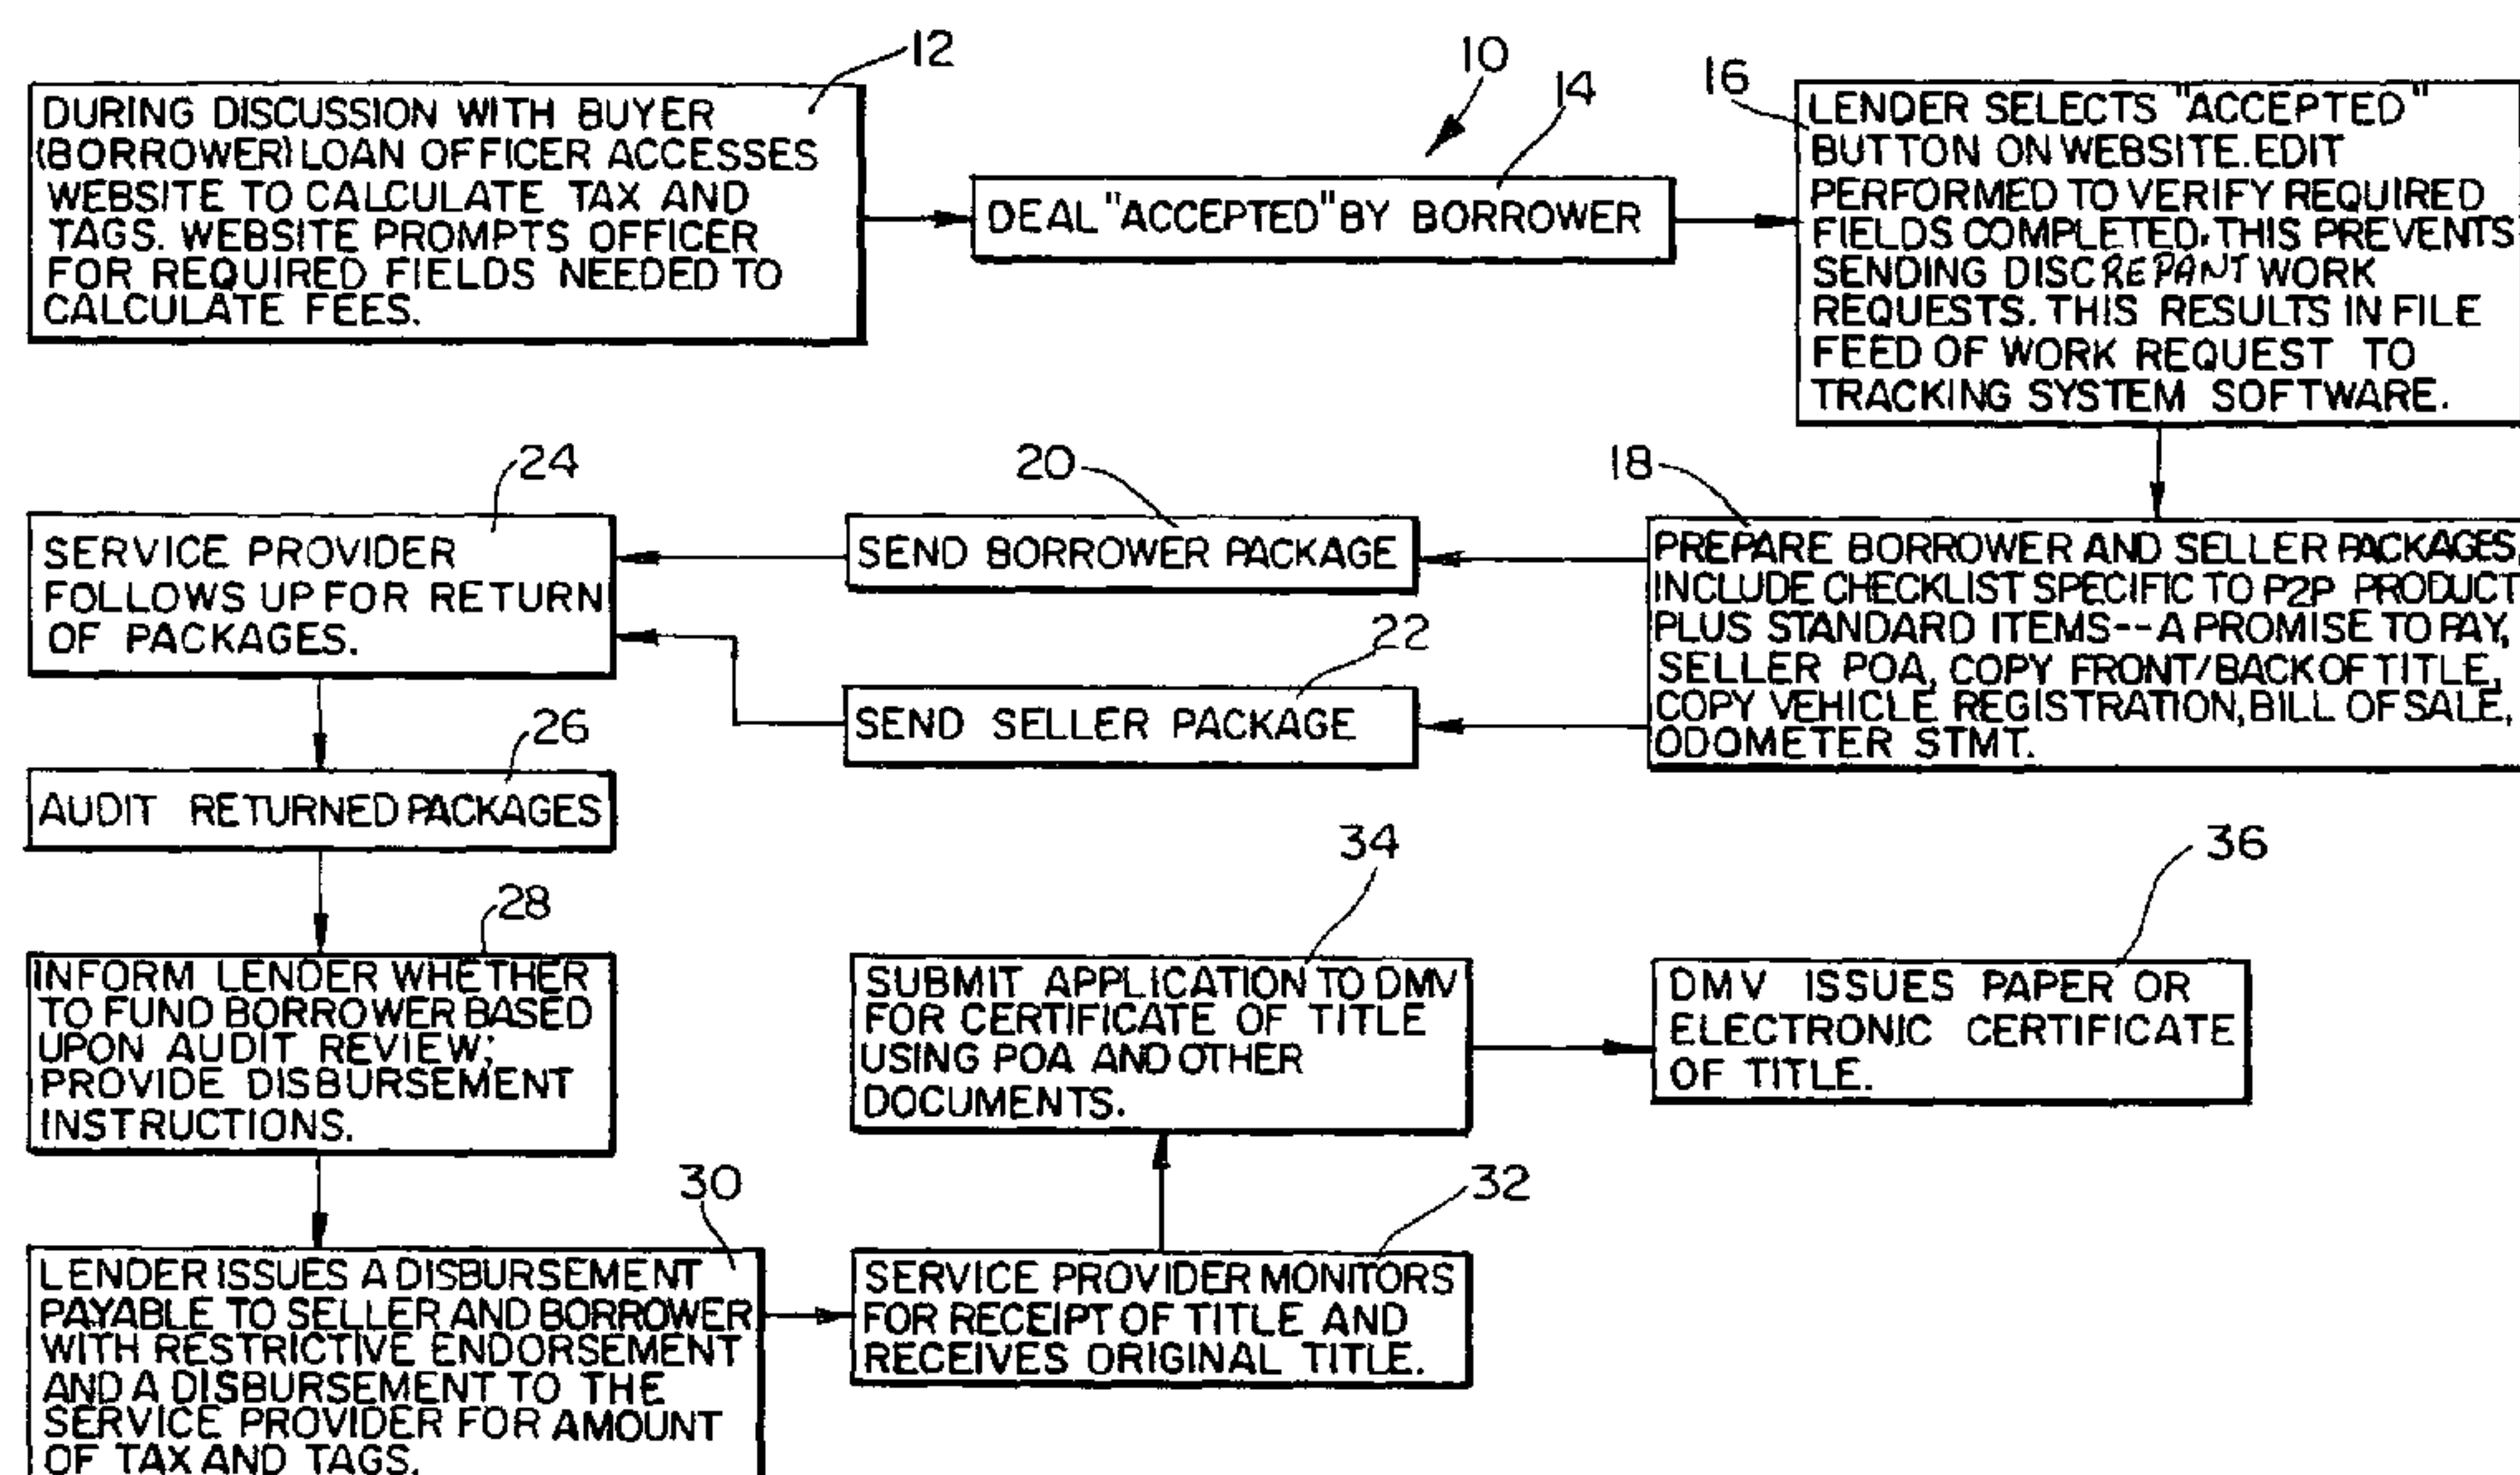 12
DURING DISCUSSION WITH BUYER
(BORROWER) LOAN OFFICER ACCESSES
WEBSITE TO CALCULATE TAX AND
TAGS. WEBSITE PROMPTS OFFICER
FOR REQUIRED FIELDS NEEDED TO
CALCULATE FEES.
10
14
DEAL "ACCEPTED" BY BORROWER
16
LENDER SELECTS "ACCEPTED"
BUTTON ON WEBSITE. EDIT
PERFORMED TO VERIFY REQUIRED
FIELDS COMPLETED. THIS PREVENTS
SENDING DISCREPANT WORK
REQUESTS. THIS RESULTS IN FILE
FEED OF WORK REQUEST TO
TRACKING SYSTEM SOFTWARE.
18
PREPARE BORROWER AND SELLER PACKAGES,
INCLUDE CHECKLIST SPECIFIC TO P2P PRODUCT
PLUS STANDARD ITEMS--A PROMISE TO PAY,
SELLER POA, COPY FRONT/BACK OF TITLE,
COPY VEHICLE REGISTRATION, BILL OF SALE,
ODOMETER STMT.
20
SEND BORROWER PACKAGE
22
SEND SELLER PACKAGE
24
SERVICE PROVIDER
FOLLOWS UP FOR RETURN
OF PACKAGES.
26
AUDIT RETURNED PACKAGES
28
INFORM LENDER WHETHER
TO FUND BORROWER BASED
UPON AUDIT REVIEW;
PROVIDE DISBURSEMENT
INSTRUCTIONS.
30
LENDER ISSUES A DISBURSEMENT
PAYABLE TO SELLER AND BORROWER
WITH RESTRICTIVE ENDORSEMENT
AND A DISBURSEMENT TO THE
SERVICE PROVIDER FOR AMOUNT
OF TAX AND TAGS.
32
SERVICE PROVIDER MONITORS
FOR RECEIPT OF TITLE AND
RECEIVES ORIGINAL TITLE.
34
SUBMIT APPLICATION TO DMV
FOR CERTIFICATE OF TITLE
USING POA AND OTHER
DOCUMENTS.
36
DMV ISSUES PAPER OR
ELECTRONIC CERTIFICATE
OF TITLE.